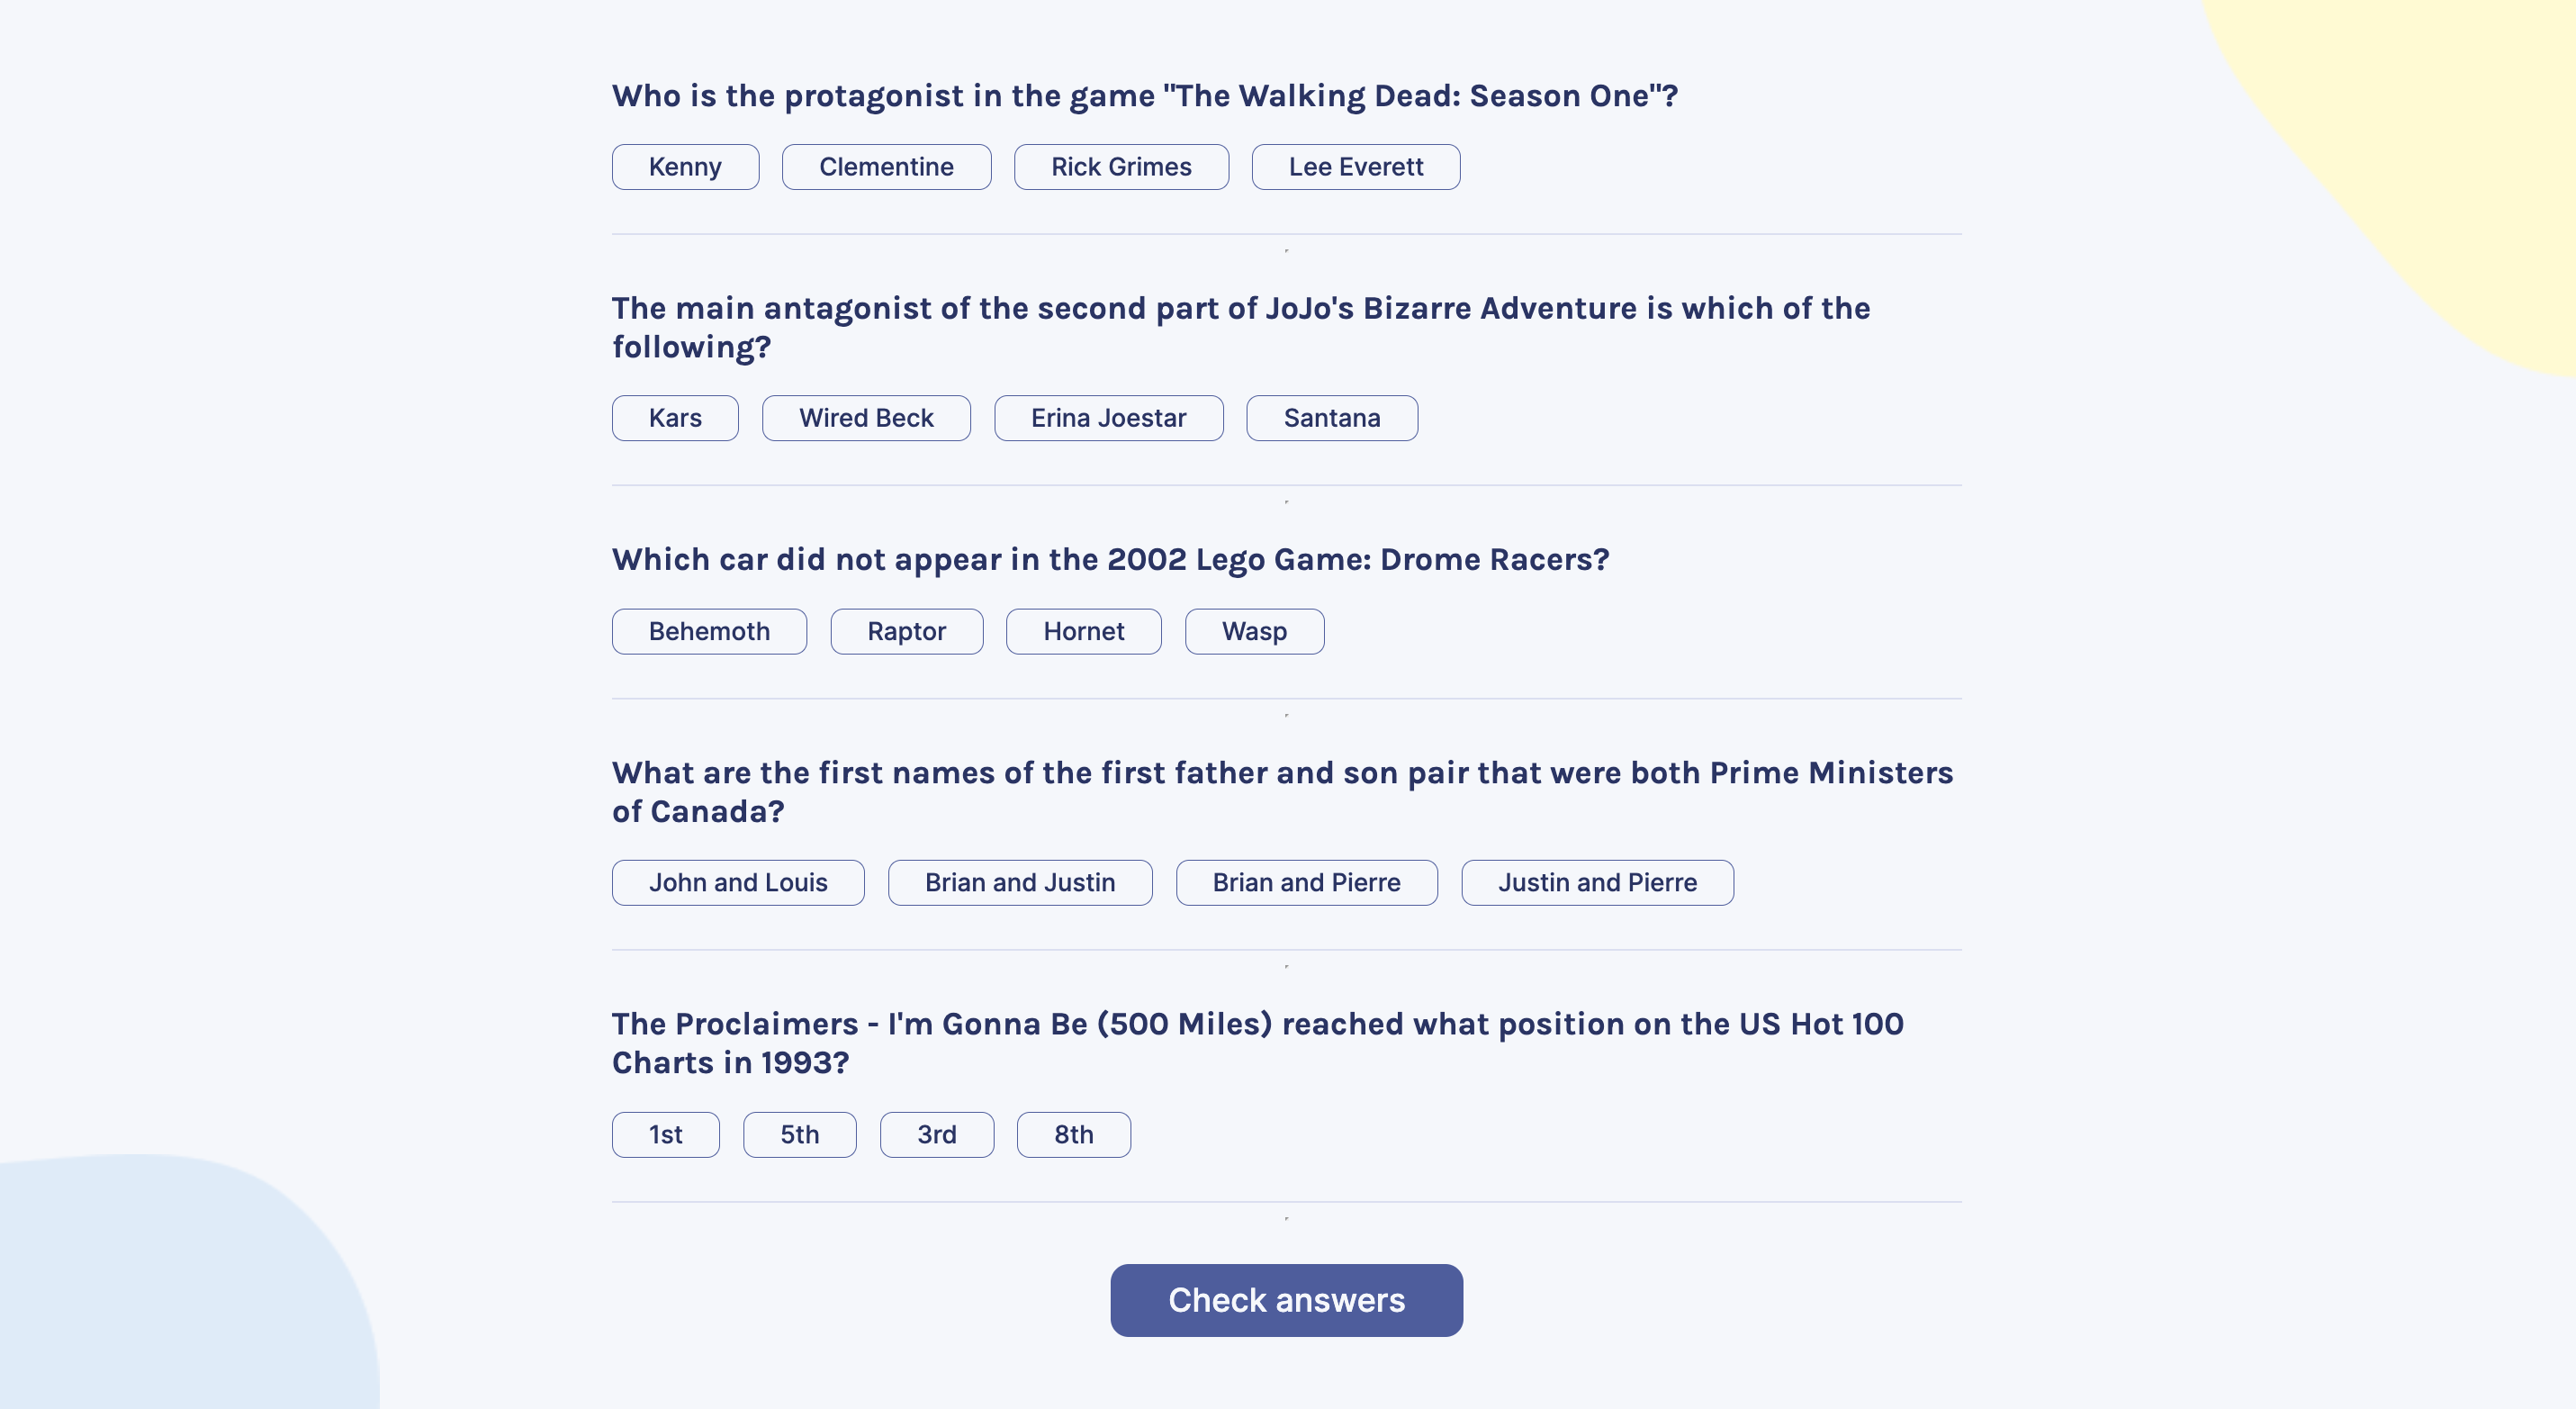 Who is the protagonist in the game "The Walking Dead: Season One"?
Kenny Clementine Rick Grimes Lee Everett
The main antagonist of the second part of JoJo's Bizarre Adventure is which of the
following?
Kars Wired Beck Erina Joestar Santana
Which car did not appear in the 2002 Lego Game: Drome Racers?
Behemoth Raptor Hornet Wasp
What are the first names of the first father and son pair that were both Prime Ministers
of Canada?
John and Louis Brian and Justin Brian and Pierre Justin and Pierre
The Proclaimers - I'm Gonna Be (500 Miles) reached what position on the US Hot 100
Charts in 1993?
1st 5th 3rd 8th
Check answers